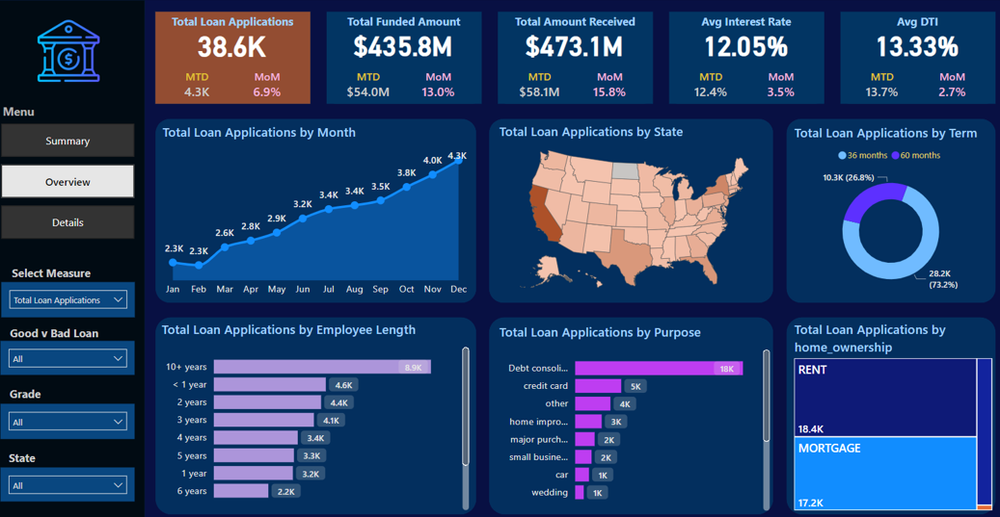 Total Loan Applications
38.6K
MTD
MoM
4.3K
6.9%
Total Funded Amount
$435.8M
MTD
MoM
$54.0M
13.0%
Total Amount Received
$473.1M
MTD
MoM
$58.1M
15.8%
Avg Interest Rate
12.05%
MTD
MoM
12.4%
3.5%
Avg DTI
13.33%
MTD
MoM
13.7%
2.7%
Menu
Summary
Overview
Details
Select Measure
Total Loan Applications
Good v Bad Loan
All
Grade
All
State
All
Total Loan Applications by Month
2.3K
2.3K
2.6K
2.8K
2.9K
3.2K
3.4K
3.4K
3.5K
3.8K
4.0K
4.3K
Jan
Feb
Mar
Apr
May
Jun
Jul
Aug
Sep
Oct
Nov
Dec
Total Loan Applications by State
Total Loan Applications by Term
36 months
60 months
10.3K (26.8%)
28.2K
(73.2%)
Total Loan Applications by Employee Length
10+ years
8.9K
< 1 year
4.6K
2 years
4.4K
3 years
4.1K
4 years
3.4K
5 years
3.3K
1 year
3.2K
6 years
2.2K
Total Loan Applications by Purpose
Debt consoli...
18K
credit card
5K
other
4K
home impro...
3K
major purch...
2K
small busine...
2K
car
1K
wedding
1K
Total Loan Applications by
home_ownership
RENT
18.4K
MORTGAGE
17.2K